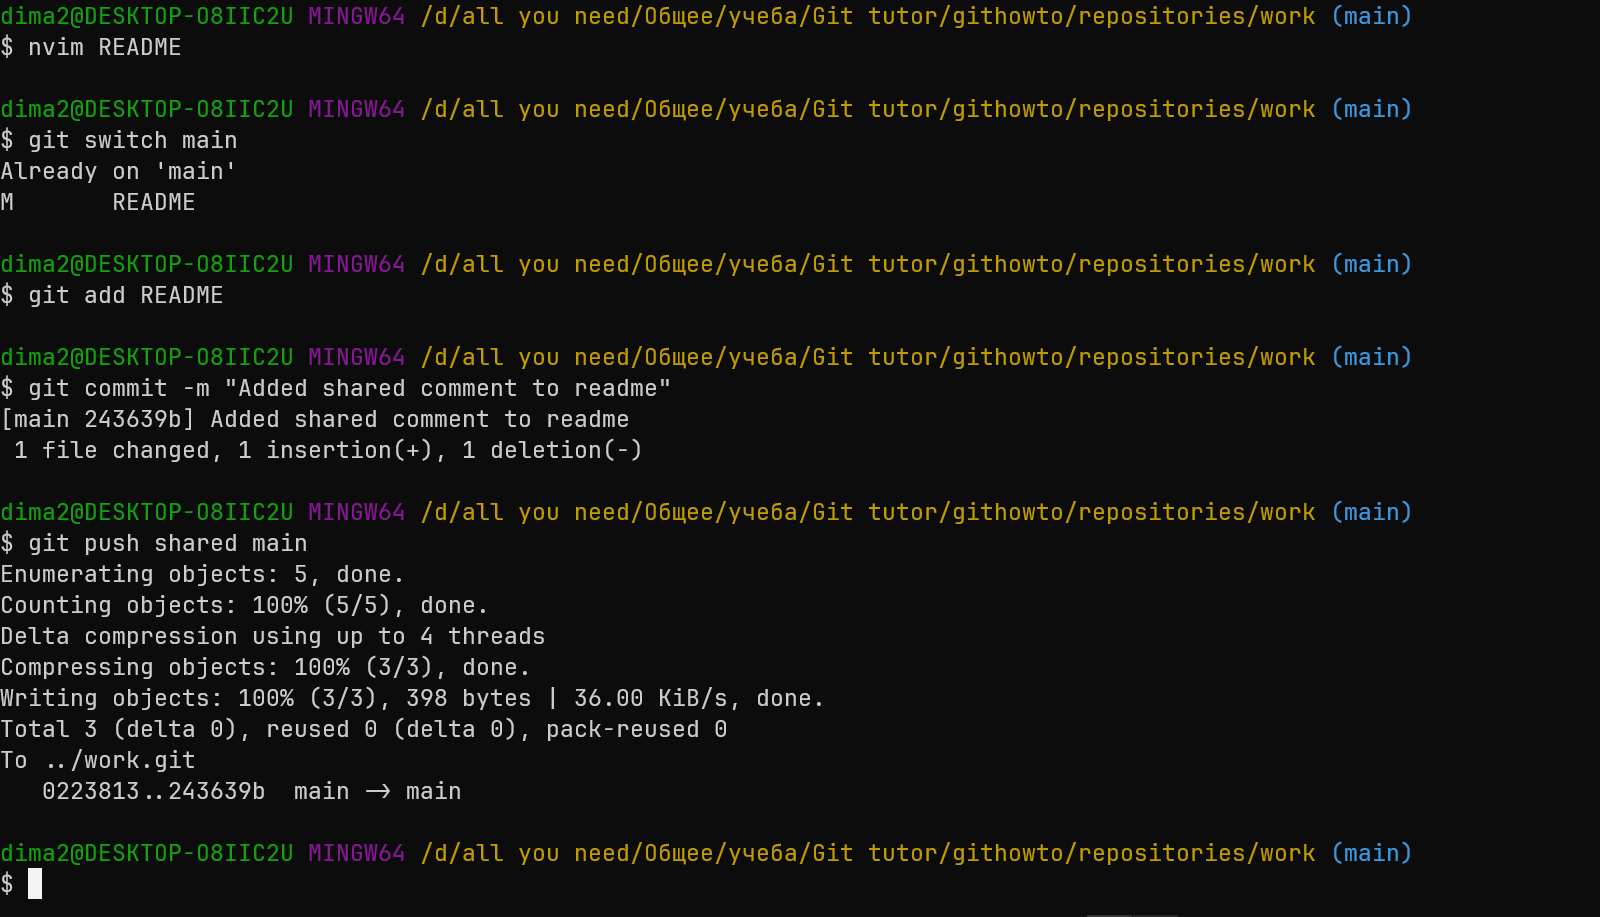 dima2@DESKTOP-O8IIC2U MINGW64 /d/all you need/Общее/учеба/Git tutor/githowto/repositories/work (main)
$ nvim README
dima2@DESKTOP-O8IIC2U MINGW64 /d/all you need/Общее/учеба/Git tutor/githowto/repositories/work (main)
$ git switch main
Already on 'main'
M       README
dima2@DESKTOP-O8IIC2U MINGW64 /d/all you need/Общее/учеба/Git tutor/githowto/repositories/work (main)
$ git add README
dima2@DESKTOP-O8IIC2U MINGW64 /d/all you need/Общее/учеба/Git tutor/githowto/repositories/work (main)
$ git commit -m "Added shared comment to readme"
[main 243639b] Added shared comment to readme
 1 file changed, 1 insertion(+), 1 deletion(-)
dima2@DESKTOP-O8IIC2U MINGW64 /d/all you need/Общее/учеба/Git tutor/githowto/repositories/work (main)
$ git push shared main
Enumerating objects: 5, done.
Counting objects: 100% (5/5), done.
Delta compression using up to 4 threads
Compressing objects: 100% (3/3), done.
Writing objects: 100% (3/3), 398 bytes | 36.00 KiB/s, done.
Total 3 (delta 0), reused 0 (delta 0), pack-reused 0
To ../work.git
   0223813..243639b  main -> main
dima2@DESKTOP-O8IIC2U MINGW64 /d/all you need/Общее/учеба/Git tutor/githowto/repositories/work (main)
$